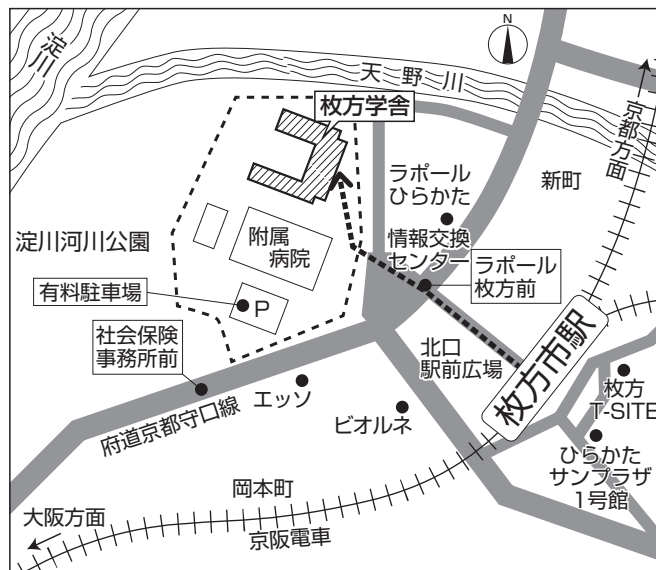 淀川
天野川
N
京都方面
枚方学舎
ラポール
ひらかた
新町
情報交換
センター
淀川河川公園
附属
病院
ラポール
枚方前
有料駐車場
P
社会保険
事務所前
北口
駅前広場
枚方市駅
枚方
T-SITE
府道京都守口線
エッソ
ビオルネ
ひらかた
サンプラザ
1号館
岡本町
大阪方面
京阪電車